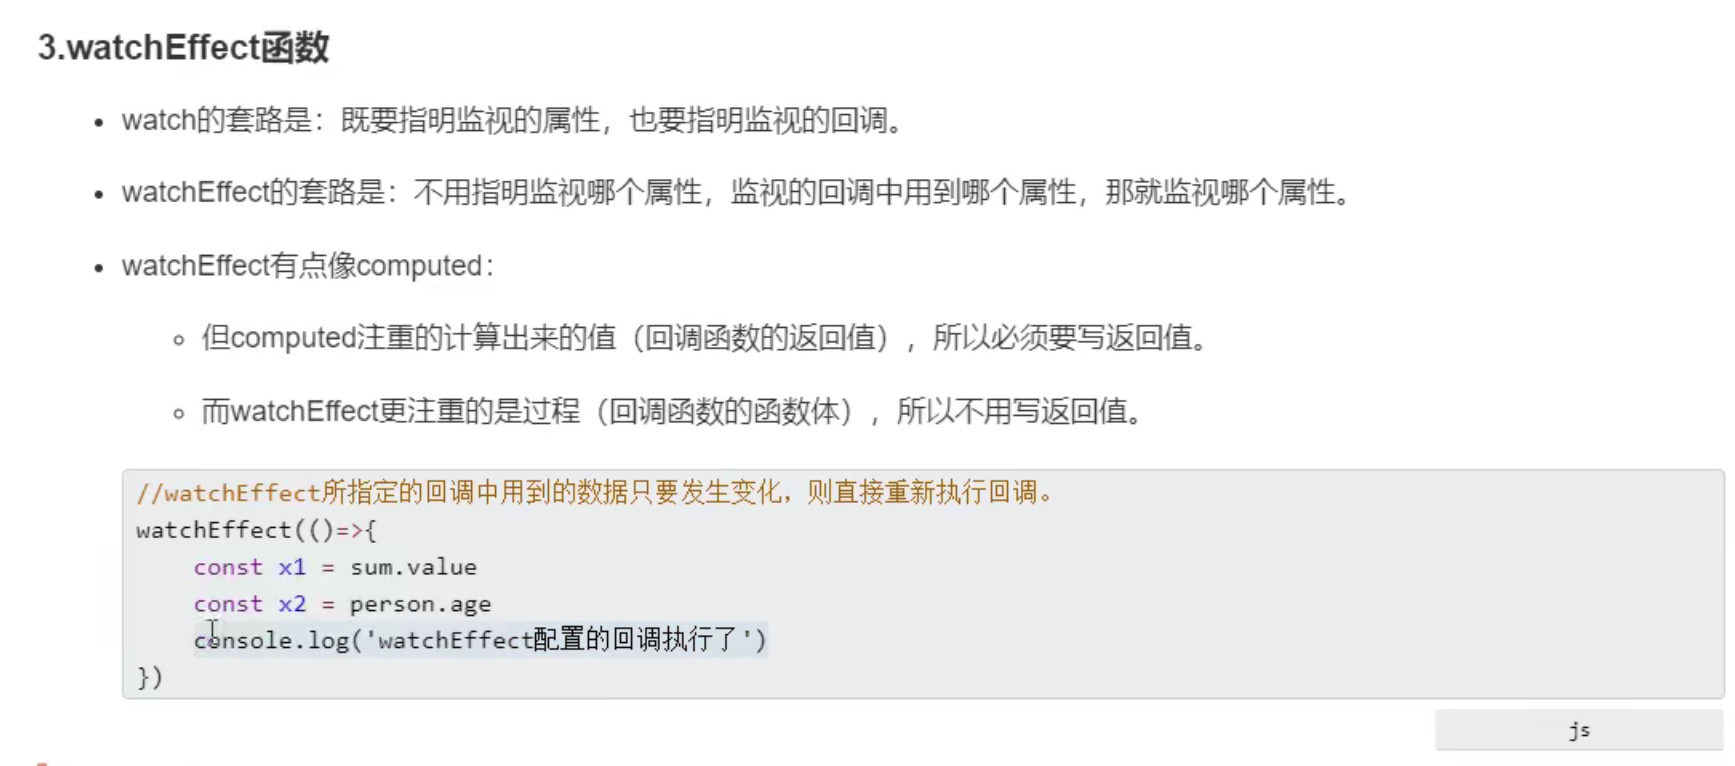 3.watchEffect函数
watch的套路是：既要指明监视的属性，也要指明监视的回调。
watchEffect的套路是：不用指明监视哪个属性，监视的回调中用到哪个属性，那就监视哪个属性。
watchEffect有点像computed：
但computed注重的计算出来的值（回调函数的返回值），所以必须要写返回值。
而watchEffect更注重的是过程（回调函数的函数体），所以不用写返回值。
//watchEffect所指定的回调中用到的数据只要发生变化，则直接重新执行回调。
watchEffect(()=>{
    const x1 = sum.value
    const x2 = person.age
    console.log('watchEffect配置的回调执行了')
})
js